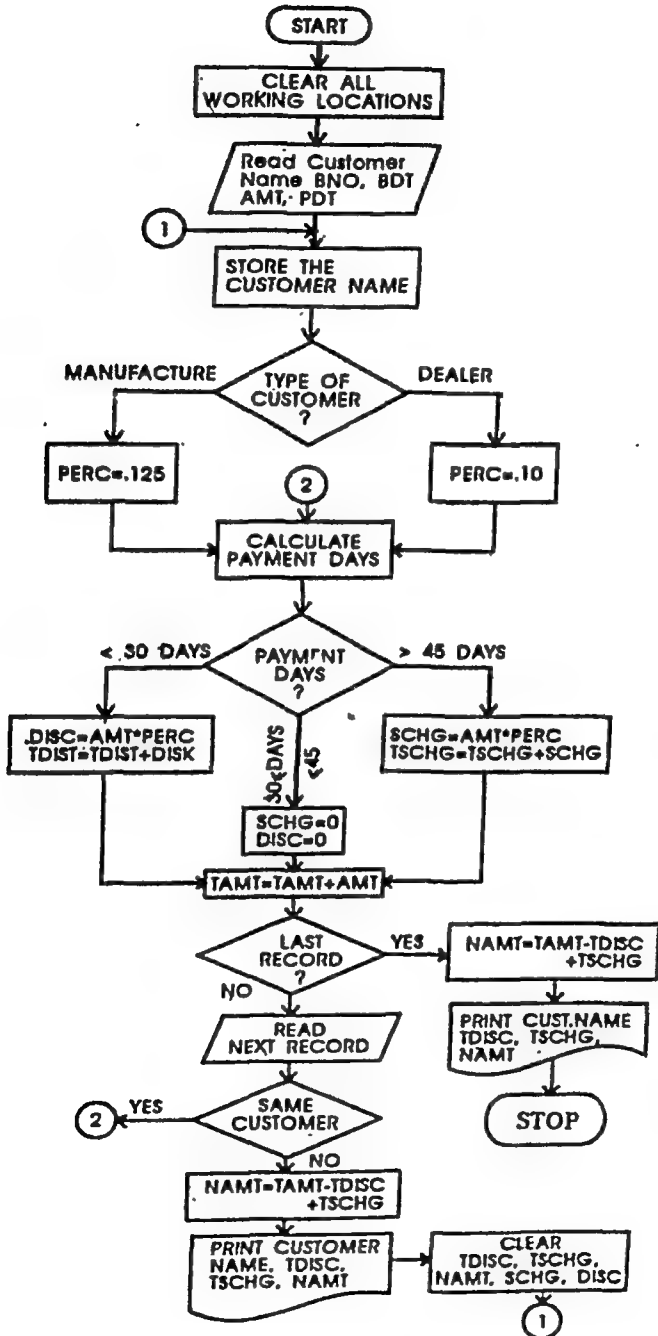 START
CLEAR ALL
WORKING LOCATIONS
Read Customer
Name BNO, BDT
AMT, PDT
1
STORE THE
CUSTOMER NAME
MANUFACTURE
TYPE OF
CUSTOMER
?
DEALER
PERC=.125
2
PERC=.10
CALCULATE
PAYMENT DAYS
< 30 DAYS
PAYMENT
DAYS
?
> 45 DAYS
DISC=AMT*PERC
TDIST=TDIST+DISK
30<DAYS
<45
SCHG=AMT*PERC
TSCHG=TSCHG+SCHG
SCHG=0
DISC=0
TAMT=TAMT+AMT
LAST
RECORD
?
YES
NAMT=TAMT-TDISC
+TSCHG
NO
READ
NEXT RECORD
PRINT CUST.NAME
TDISC, TSCHG,
NAMT
2
YES
SAME
CUSTOMER
STOP
NO
NAMT=TAMT-TDISC
+TSCHG
PRINT CUSTOMER
NAME, TDISC,
TSCHG, NAMT
CLEAR
TDISC, TSCHG,
NAMT, SCHG, DISC
1